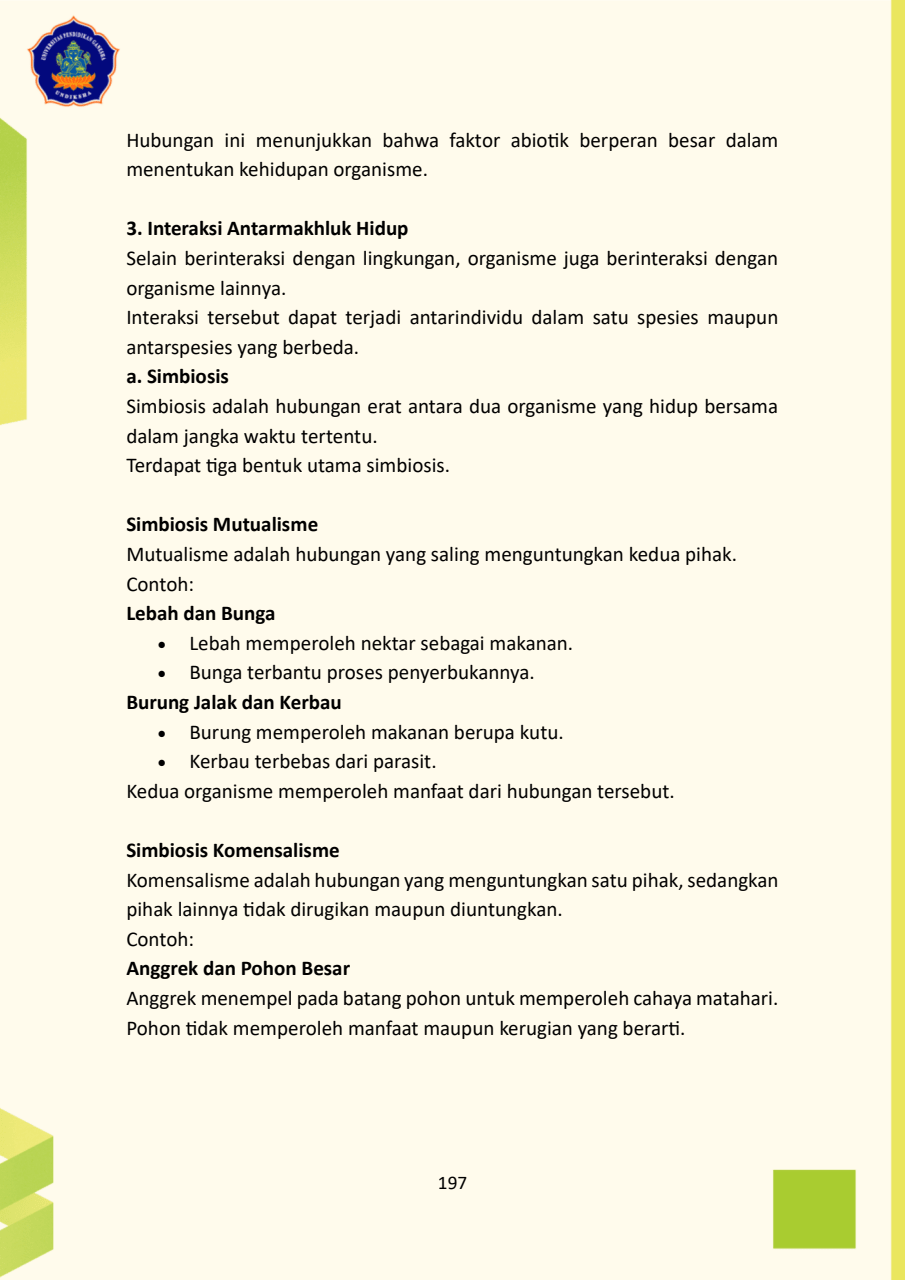 UNIVERSITAS PENDIDIKAN GANESHA
UNDIKSHA
Hubungan ini menunjukkan bahwa faktor abiotik berperan besar dalam
menentukan kehidupan organisme.
3. Interaksi Antarmakhluk Hidup
Selain berinteraksi dengan lingkungan, organisme juga berinteraksi dengan
organisme lainnya.
Interaksi tersebut dapat terjadi antarindividu dalam satu spesies maupun
antarspesies yang berbeda.
a. Simbiosis
Simbiosis adalah hubungan erat antara dua organisme yang hidup bersama
dalam jangka waktu tertentu.
Terdapat tiga bentuk utama simbiosis.
Simbiosis Mutualisme
Mutualisme adalah hubungan yang saling menguntungkan kedua pihak.
Contoh:
Lebah dan Bunga
• Lebah memperoleh nektar sebagai makanan.
• Bunga terbantu proses penyerbukannya.
Burung Jalak dan Kerbau
• Burung memperoleh makanan berupa kutu.
• Kerbau terbebas dari parasit.
Kedua organisme memperoleh manfaat dari hubungan tersebut.
Simbiosis Komensalisme
Komensalisme adalah hubungan yang menguntungkan satu pihak, sedangkan
pihak lainnya tidak dirugikan maupun diuntungkan.
Contoh:
Anggrek dan Pohon Besar
Anggrek menempel pada batang pohon untuk memperoleh cahaya matahari.
Pohon tidak memperoleh manfaat maupun kerugian yang berarti.
197